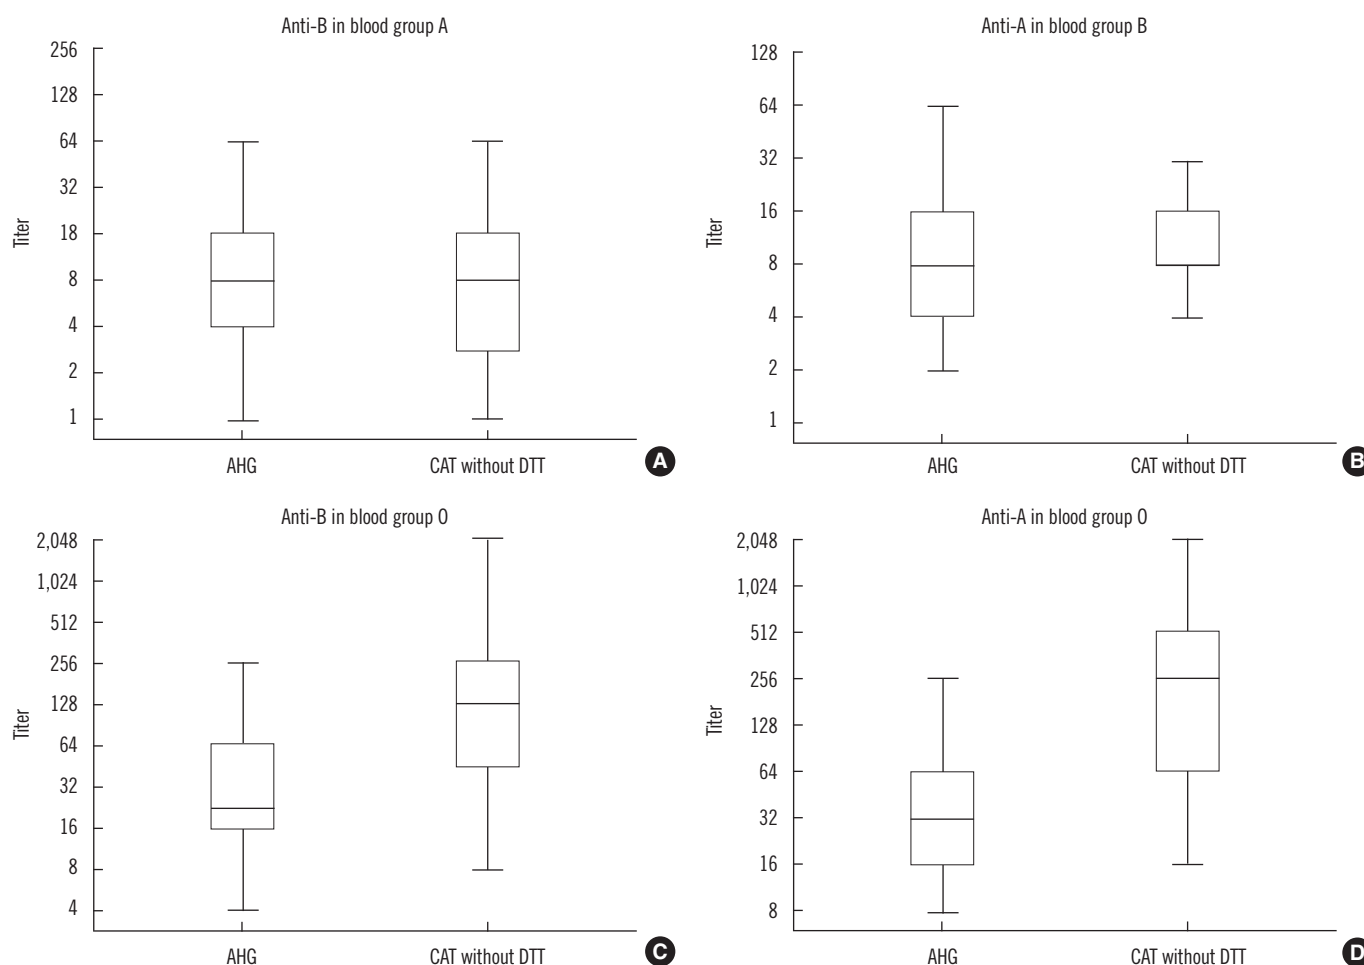 Anti-B in blood group A
256
128
64
32
18
8
4
2
1
Titer
AHG
CAT without DTT
A
Anti-A in blood group B
128
64
32
16
8
4
2
1
Titer
AHG
CAT without DTT
B
Anti-B in blood group O
2,048
1,024
512
256
128
64
32
16
8
4
Titer
AHG
CAT without DTT
C
Anti-A in blood group O
2,048
1,024
512
256
128
64
32
16
8
Titer
AHG
CAT without DTT
D